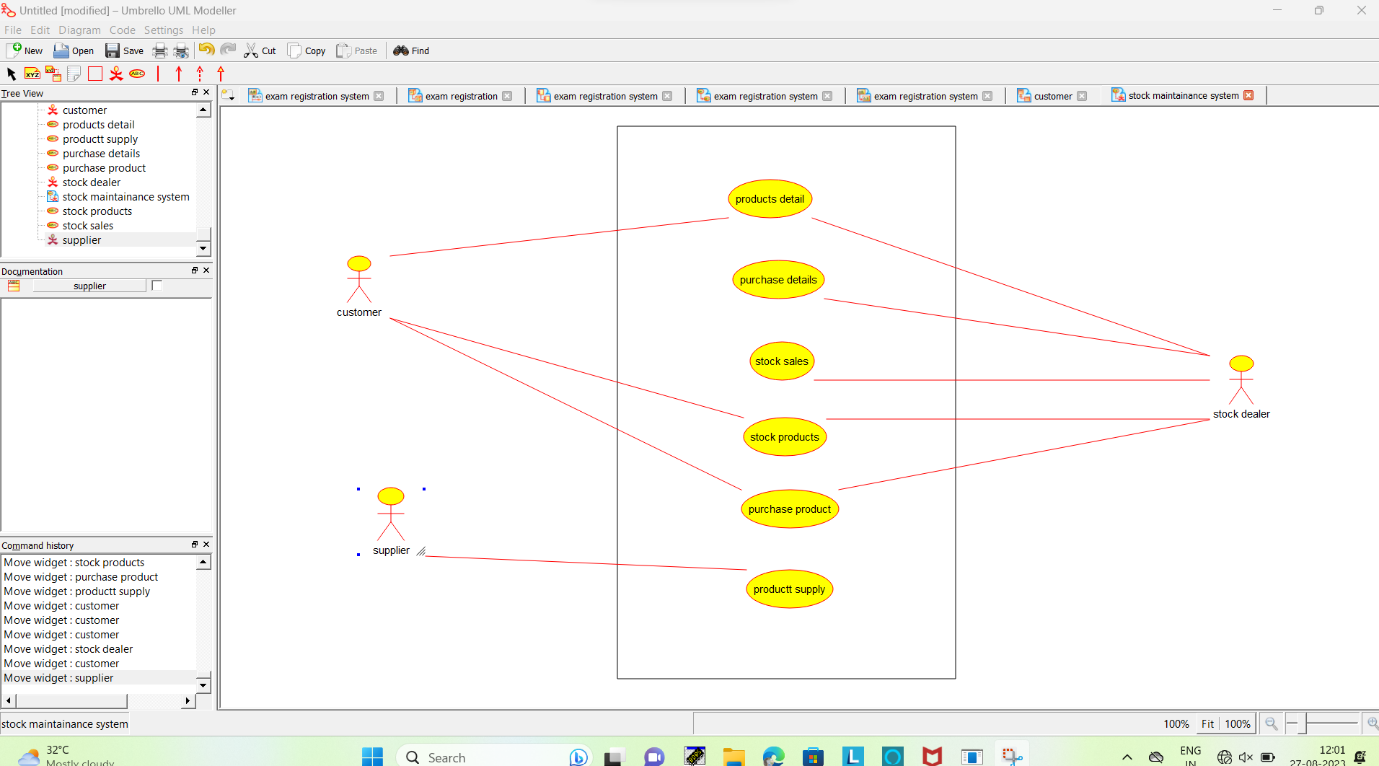 Untitled [modified] – Umbrello UML Modeller
File Edit Diagram Code Settings Help
New Open Save Cut Copy Paste Find
XYZ ABC
Tree View
customer
products detail
productt supply
purchase details
purchase product
stock dealer
stock maintainance system
stock products
stock sales
supplier
Documentation
supplier
Command history
Move widget : stock products
Move widget : purchase product
Move widget : productt supply
Move widget : customer
Move widget : customer
Move widget : customer
Move widget : stock dealer
Move widget : customer
Move widget : supplier
exam registration system exam registration exam registration system exam registration system exam registration customer stock maintainance system
products detail
purchase details
customer
stock sales
stock dealer
stock products
purchase product
supplier
productt supply
stock maintainance system
100% Fit 100%
32°C
Mostly cloudy
Search
ENG
IN
12:01
27-08-2023